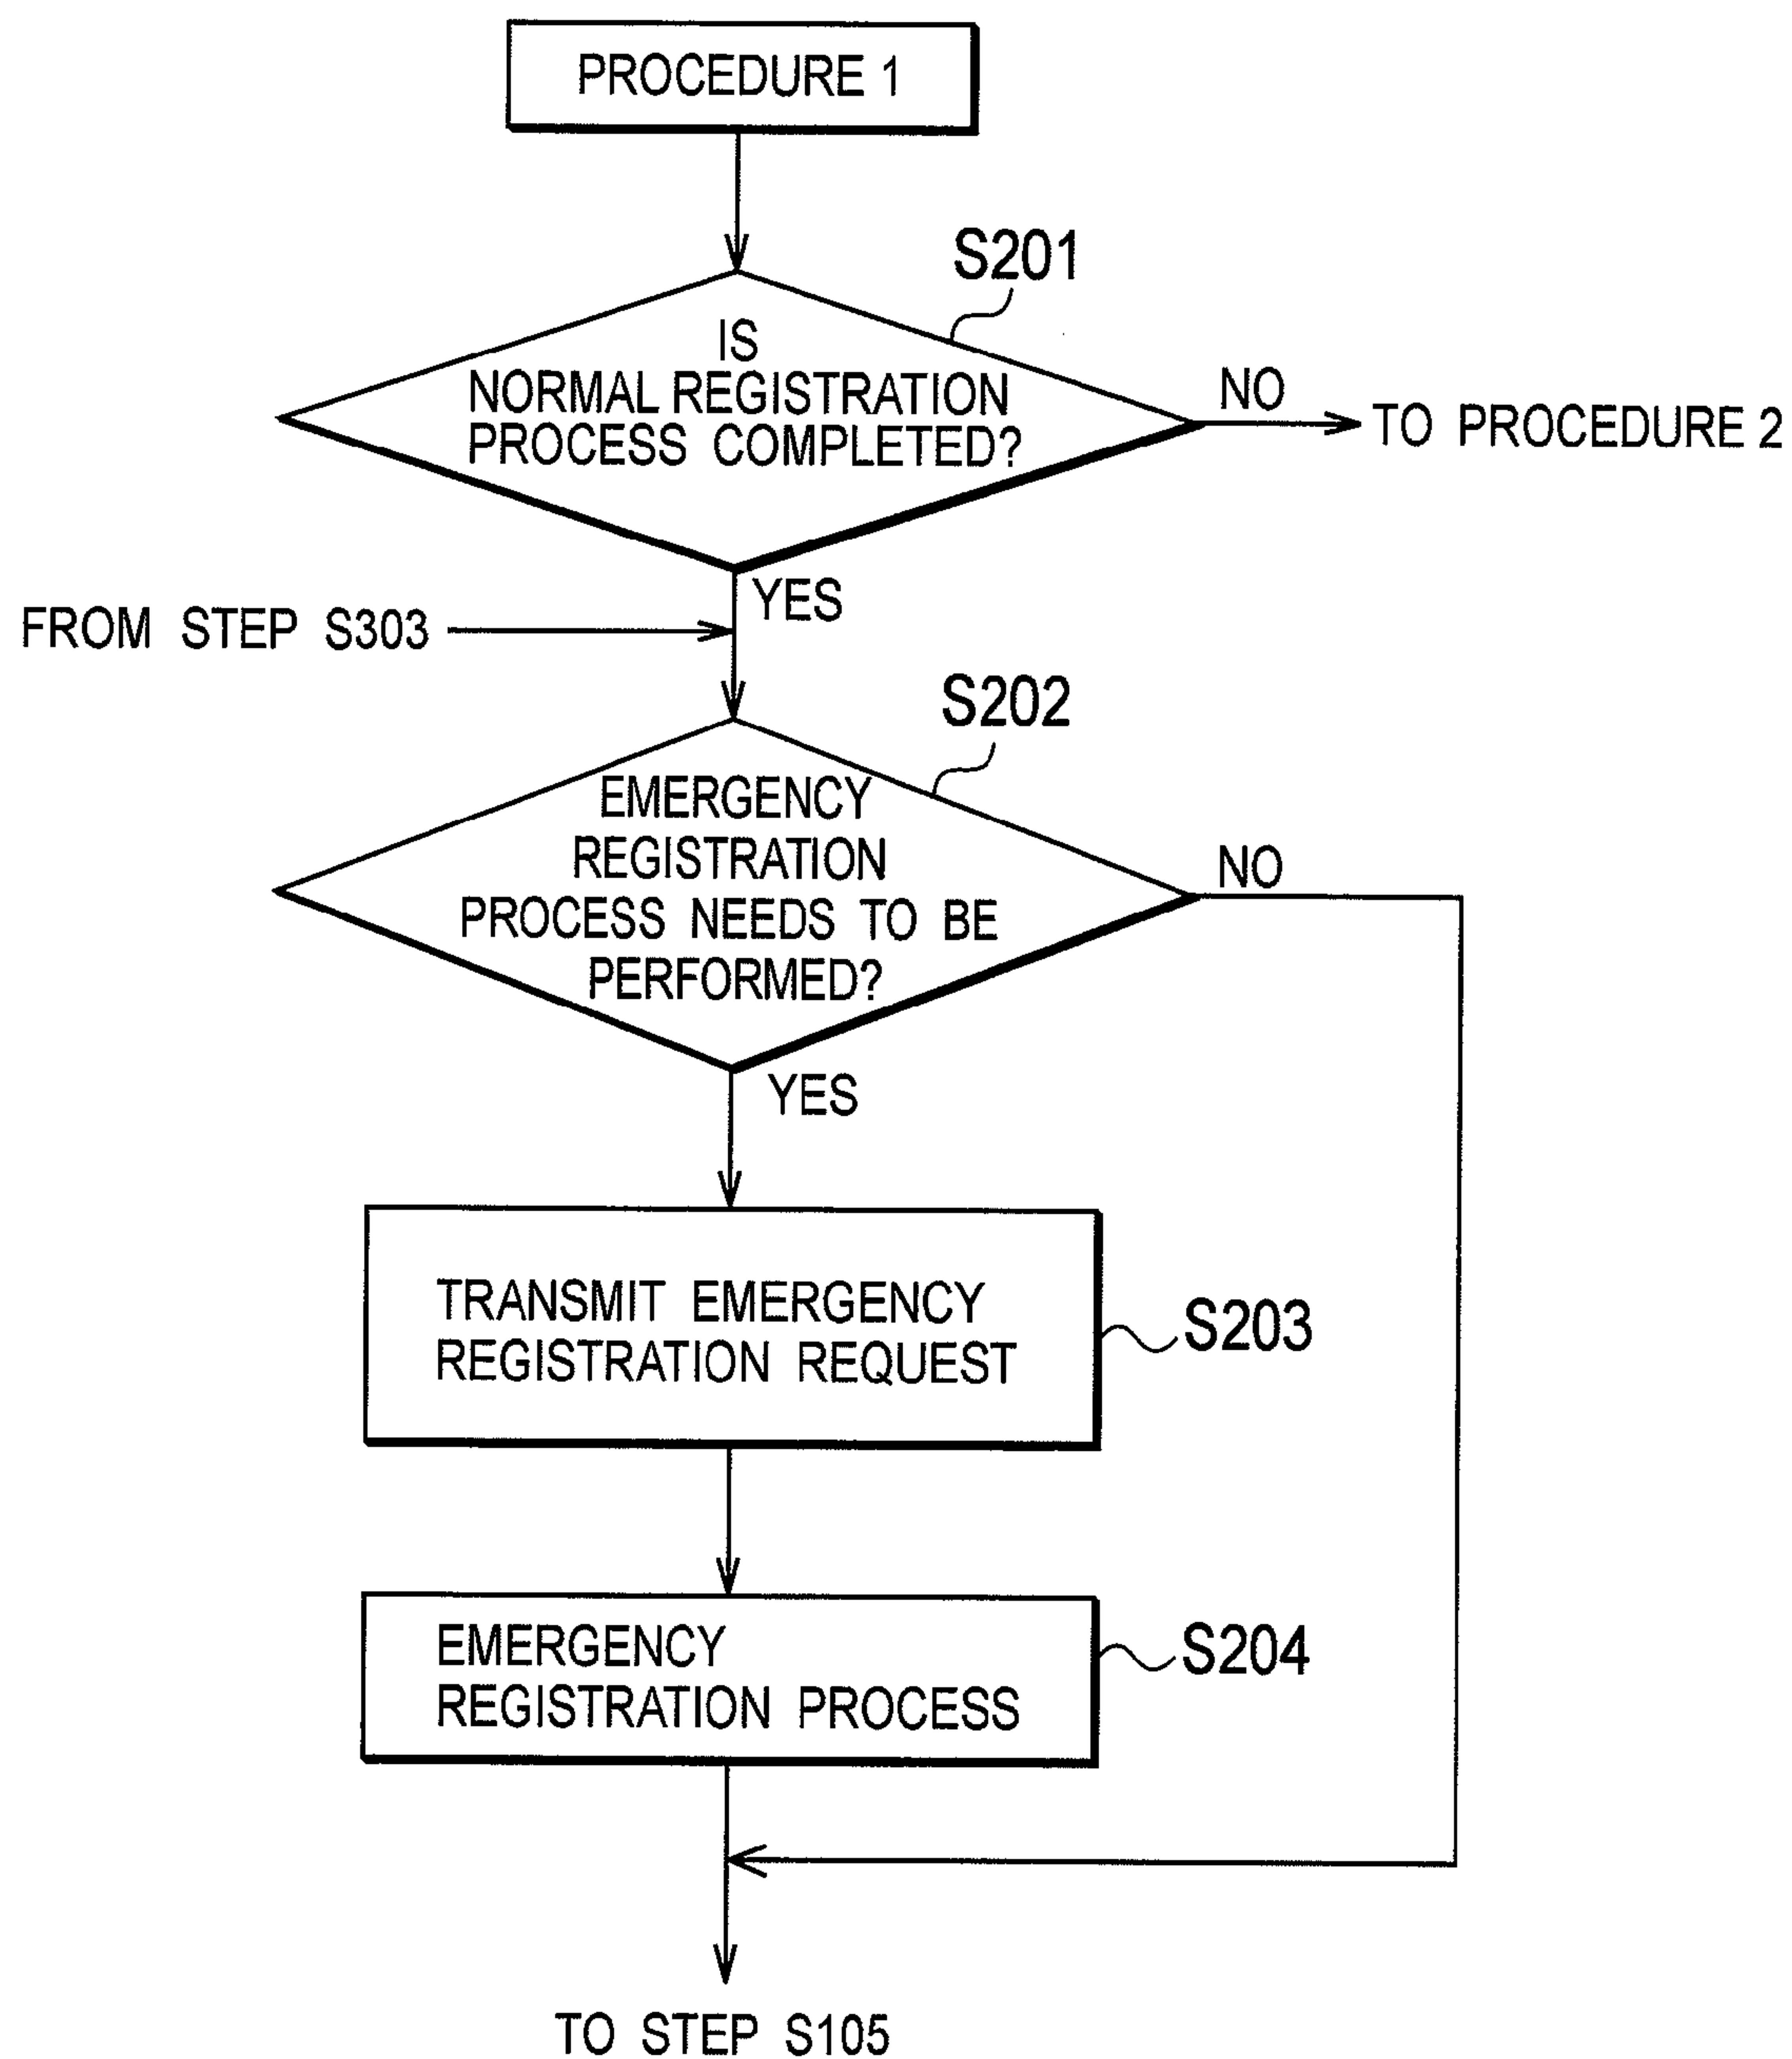 PROCEDURE 1
S201
IS
NORMAL REGISTRATION
PROCESS COMPLETED?
NO
TO PROCEDURE 2
YES
FROM STEP S303
S202
EMERGENCY
REGISTRATION
PROCESS NEEDS TO BE
PERFORMED?
NO
YES
TRANSMIT EMERGENCY
REGISTRATION REQUEST
S203
EMERGENCY
REGISTRATION PROCESS
S204
TO STEP S105